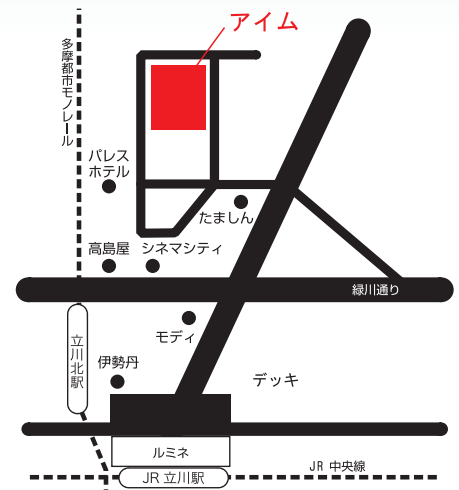 アイム
多摩都市モノレール
パレス
ホテル
たましん
高島屋
シネマシティ
緑川通り
モディ
立川北駅
伊勢丹
デッキ
ルミネ
JR 立川駅
JR 中央線